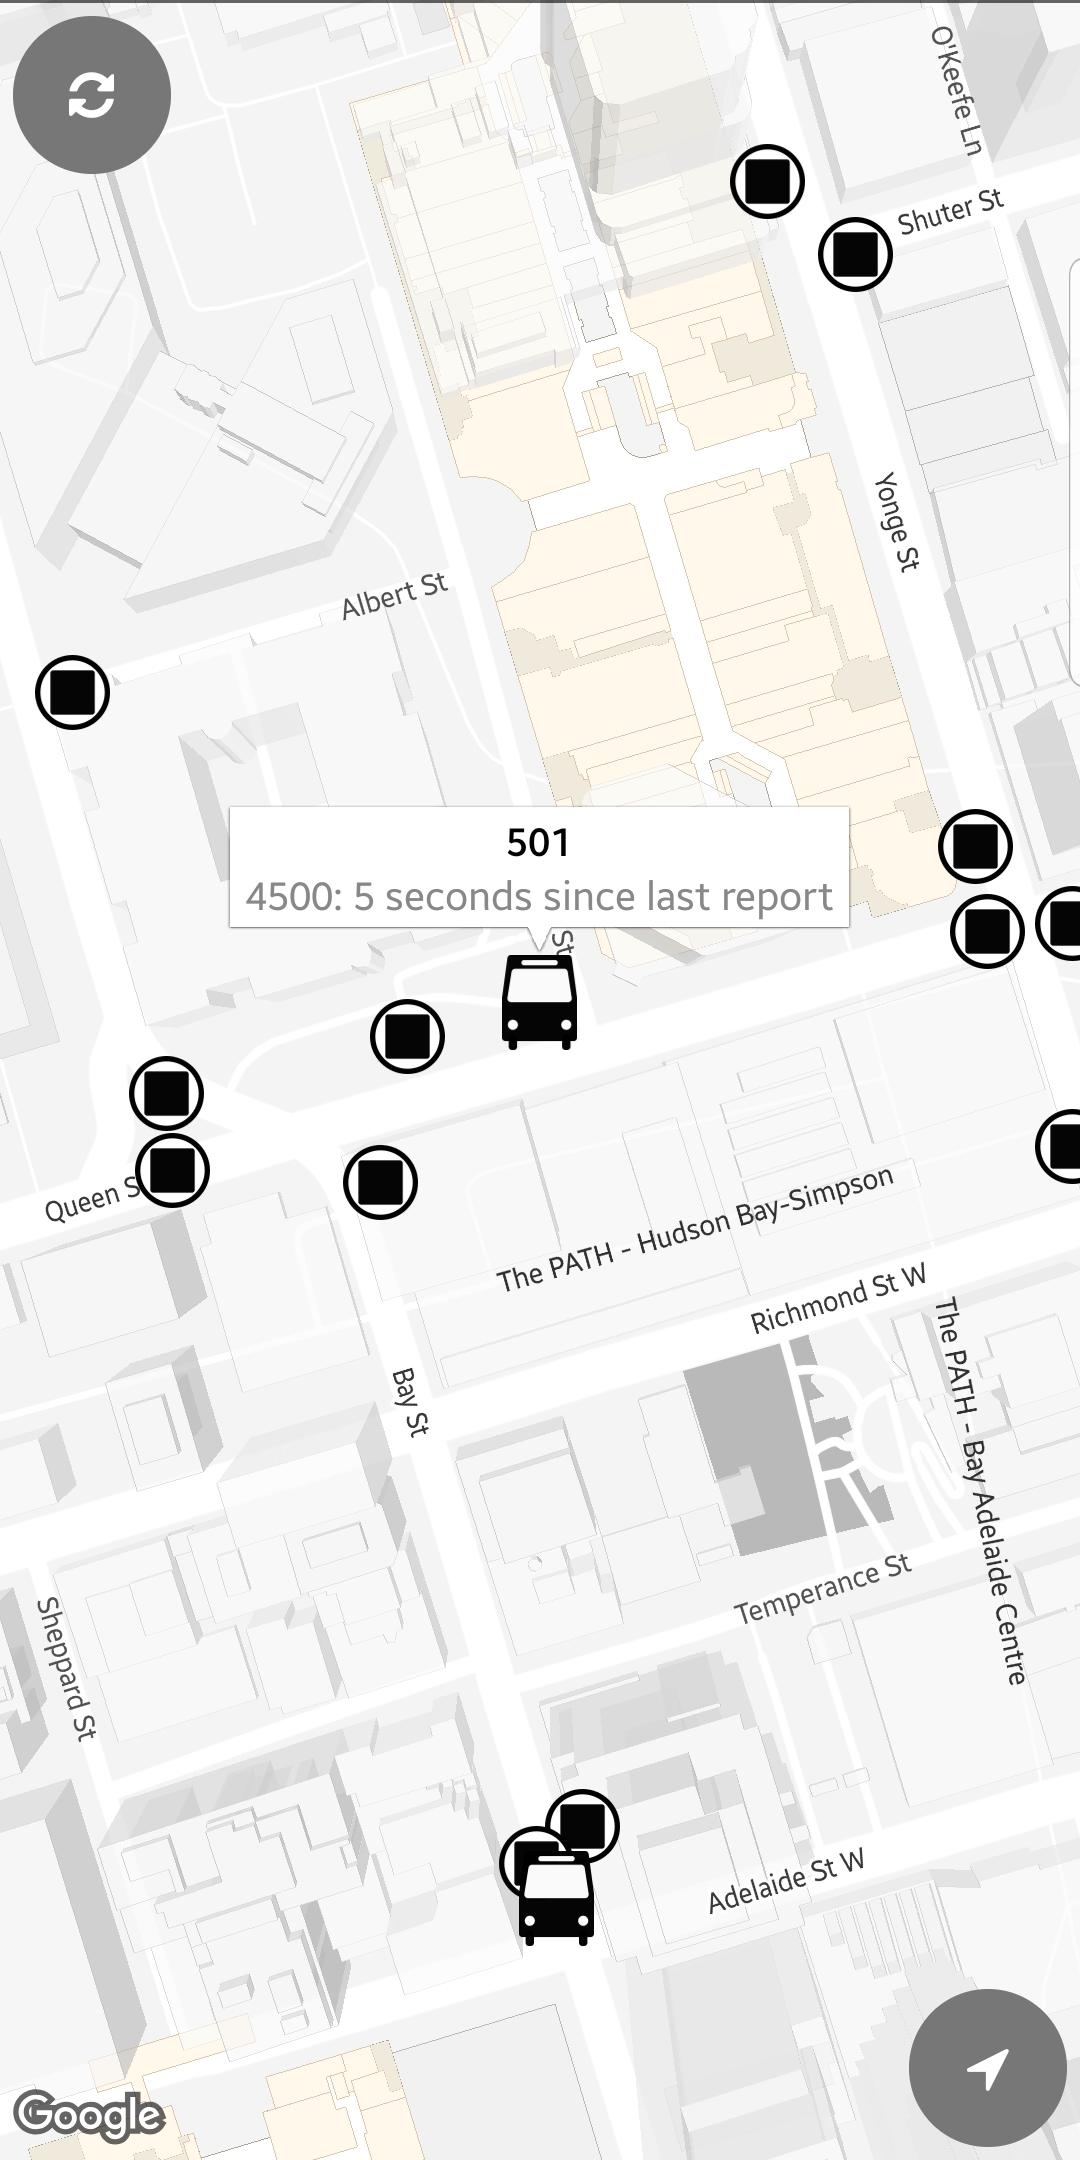 O'Keefe Ln
Shuter St
Yonge St
Albert St
501
4500: 5 seconds since last report
St
Queen S
The PATH - Hudson Bay-Simpson
Richmond St W
The PATH - Bay Adelaide Centre
Bay St
Temperance St
Sheppard St
Adelaide St W
Google